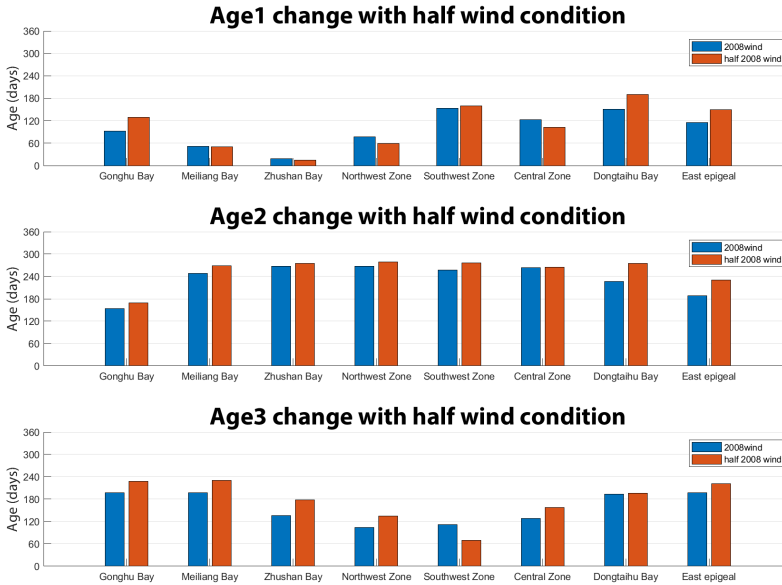 Age1 change with half wind condition
360
300
240
180
120
60
0
Age (days)
2008wind
half 2008 wind
Gonghu Bay Meiliang Bay Zhushan Bay Northwest Zone Southwest Zone Central Zone Dongtaihu Bay East epigeal
Age2 change with half wind condition
360
300
240
180
120
60
0
Age (days)
2008wind
half 2008 wind
Gonghu Bay Meiliang Bay Zhushan Bay Northwest Zone Southwest Zone Central Zone Dongtaihu Bay East epigeal
Age3 change with half wind condition
360
300
240
180
120
60
0
Age (days)
2008wind
half 2008 wind
Gonghu Bay Meiliang Bay Zhushan Bay Northwest Zone Southwest Zone Central Zone Dongtaihu Bay East epigeal